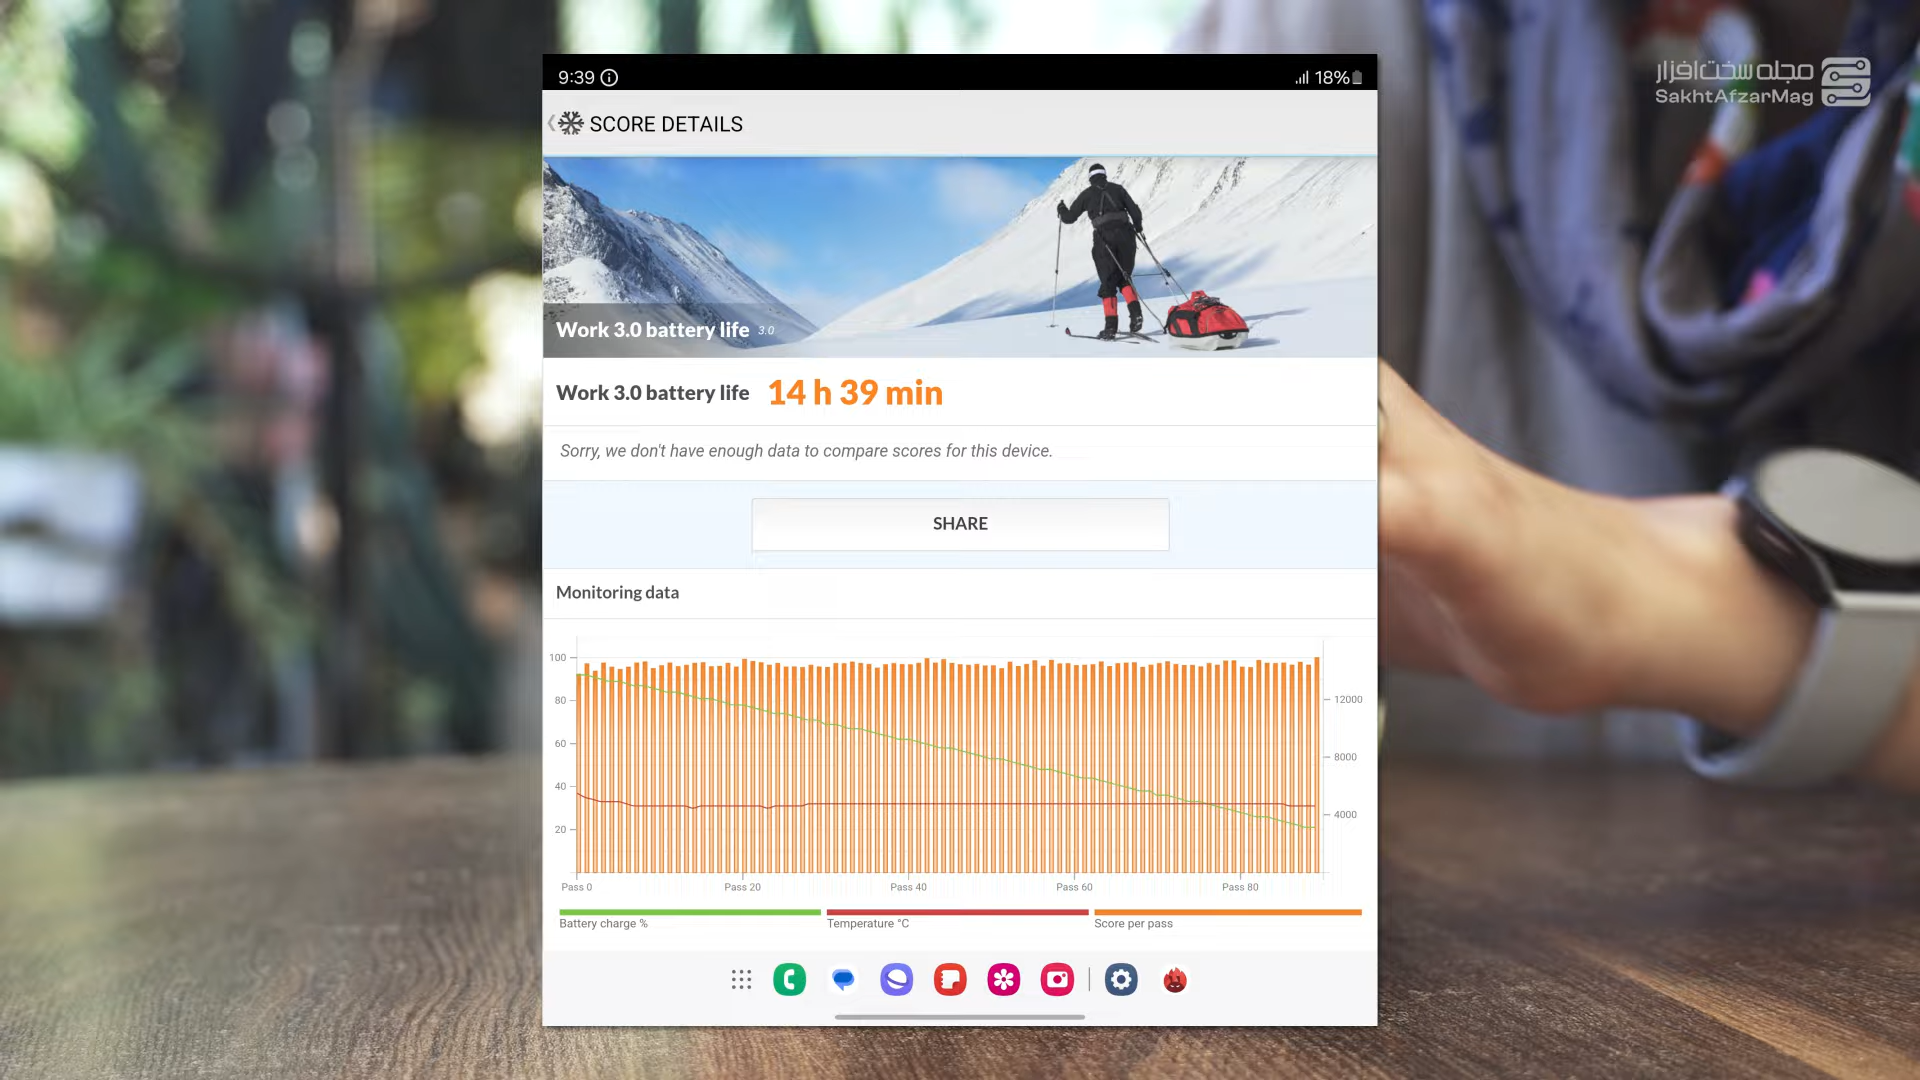 9:39
18%
مجله سخت‌افزار
SakhtAfzarMag
SCORE DETAILS
Work 3.0 battery life 3.0
Work 3.0 battery life 14 h 39 min
Sorry, we don't have enough data to compare scores for this device.
SHARE
Monitoring data
100
80
60
40
20
12000
8000
4000
Pass 0 Pass 20 Pass 40 Pass 60 Pass 80
Battery charge % Temperature °C Score per pass